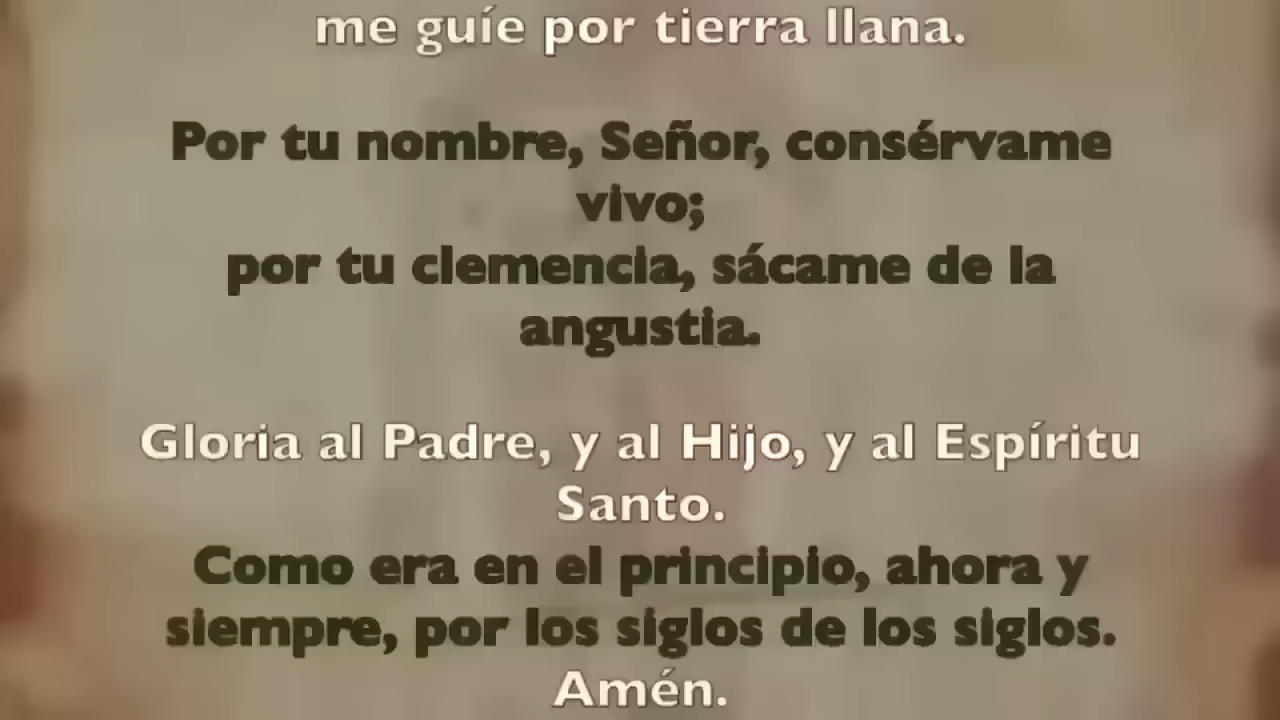 me guíe por tierra llana.
Por tu nombre, Señor, consérvame
vivo;
por tu clemencia, sácame de la
angustia.
Gloria al Padre, y al Hijo, y al Espíritu
Santo.
Como era en el principio, ahora y
siempre, por los siglos de los siglos.
Amén.